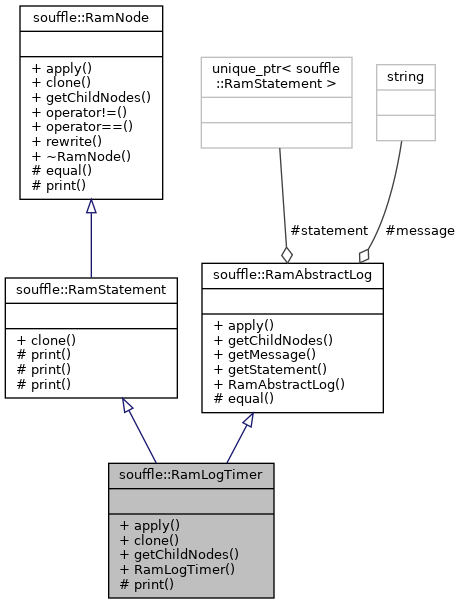 souffle::RamNode
+ apply()
+ clone()
+ getChildNodes()
+ operator!=()
+ operator==()
+ rewrite()
+ ~RamNode()
# equal()
# print()
unique_ptr< souffle
::RamStatement >
string
#statement
#message
souffle::RamStatement
+ clone()
# print()
# print()
# print()
souffle::RamAbstractLog
+ apply()
+ getChildNodes()
+ getMessage()
+ getStatement()
+ RamAbstractLog()
# equal()
souffle::RamLogTimer
+ apply()
+ clone()
+ getChildNodes()
+ RamLogTimer()
# print()